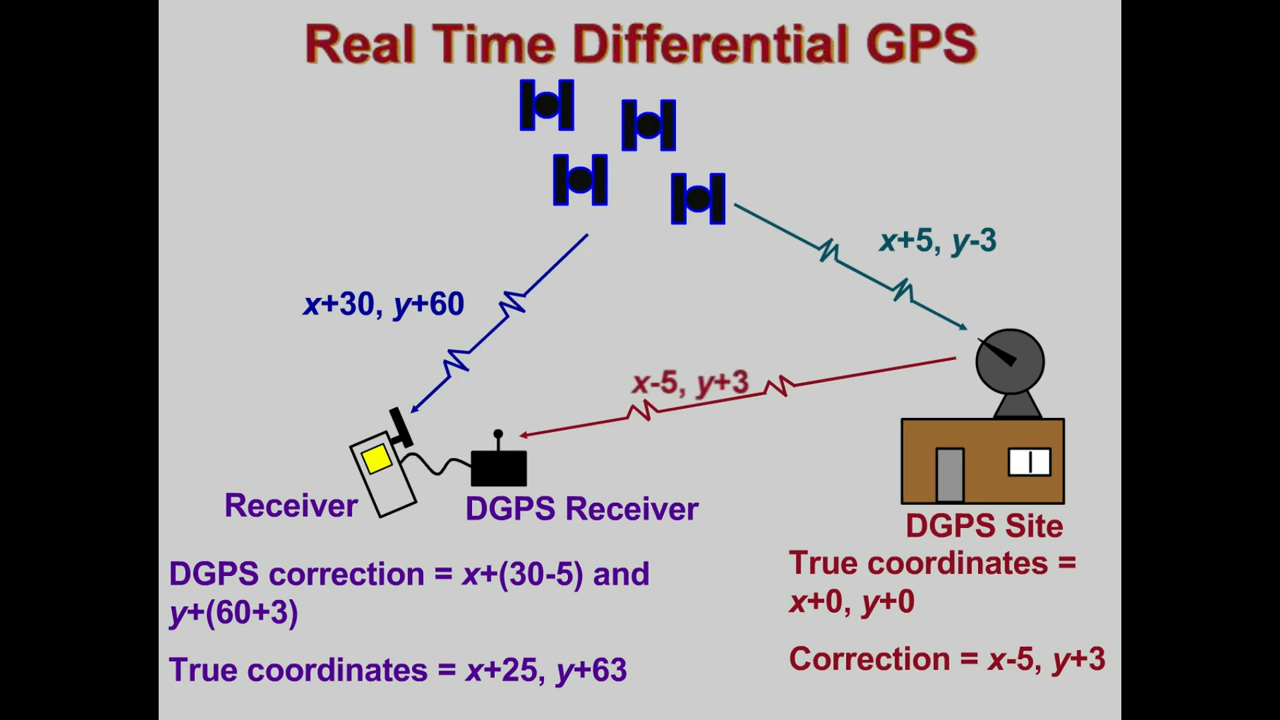 Real Time Differential GPS
x+5, y-3
x+30, y+60
x-5, y+3
Receiver
DGPS Receiver
DGPS Site
DGPS correction = x+(30-5) and
y+(60+3)
True coordinates = x+25, y+63
True coordinates =
x+0, y+0
Correction = x-5, y+3